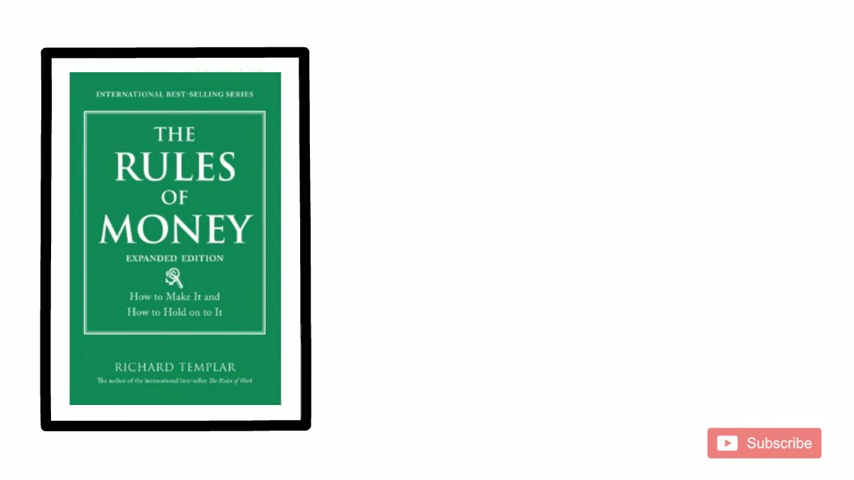 INTERNATIONAL BEST-SELLING SERIES
THE
RULES
OF
MONEY
EXPANDED EDITION
How to Make It and
How to Hold on to It
RICHARD TEMPLAR
The author of the international best-seller The Rules of Work
Subscribe